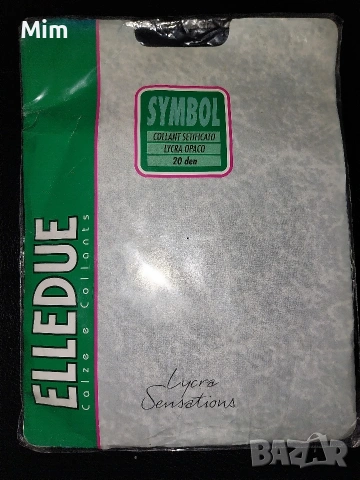 Mim
SYMBOL
COLLANT SETIFICATO
LYCRA OPACO
20 den
ELLEDUE
Calze e Collants
Lycra
Sensations
BAZAR